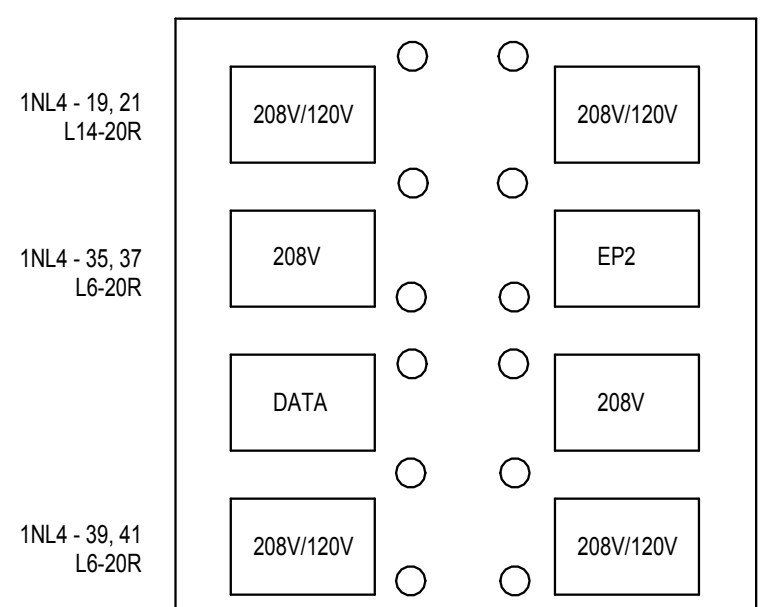 1NL4 - 19, 21
L14-20R
208V/120V
208V/120V
1NL4 - 35, 37
L6-20R
208V
EP2
DATA
208V
1NL4 - 39, 41
L6-20R
208V/120V
208V/120V